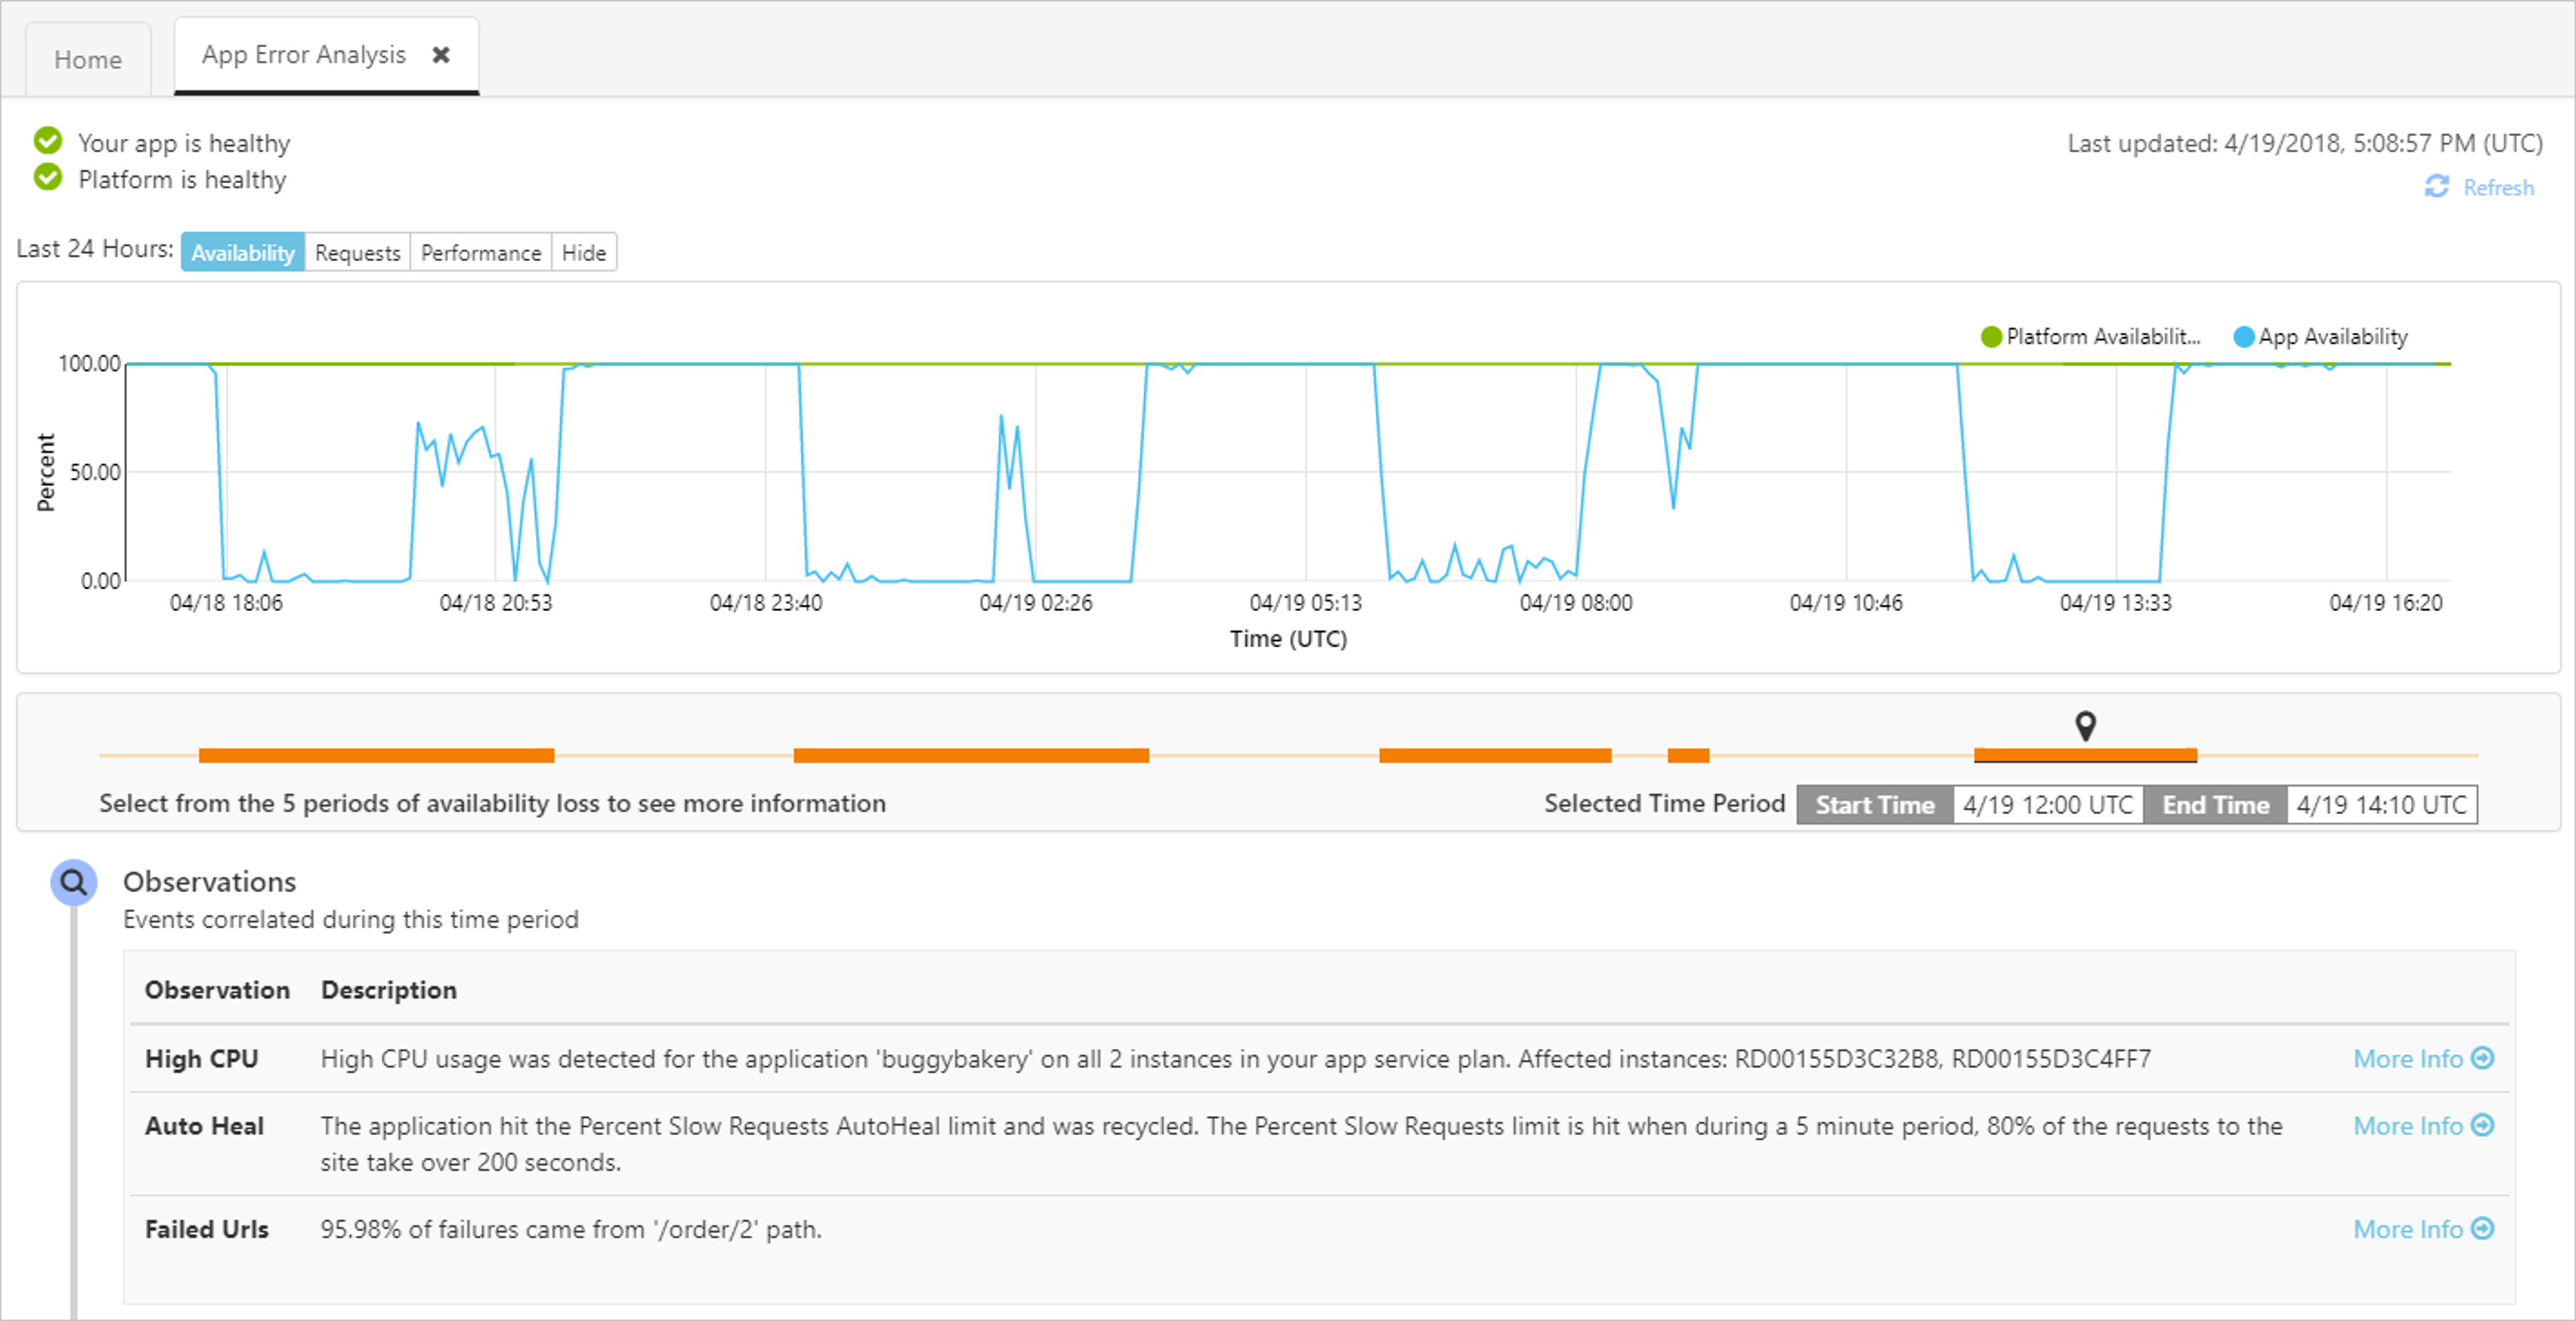 Home
App Error Analysis
Your app is healthy
Platform is healthy
Last updated: 4/19/2018, 5:08:57 PM (UTC)
Refresh
Last 24 Hours: Availability Requests Performance Hide
Platform Availabilit... App Availability
Percent
100.00
50.00
0.00
04/18 18:06 04/18 20:53 04/18 23:40 04/19 02:26 04/19 05:13 04/19 08:00 04/19 10:46 04/19 13:33 04/19 16:20
Time (UTC)
Select from the 5 periods of availability loss to see more information
Selected Time Period Start Time 4/19 12:00 UTC End Time 4/19 14:10 UTC
Observations
Events correlated during this time period
Observation Description
High CPU High CPU usage was detected for the application 'buggybakery' on all 2 instances in your app service plan. Affected instances: RD00155D3C32B8, RD00155D3C4FF7 More Info
Auto Heal The application hit the Percent Slow Requests AutoHeal limit and was recycled. The Percent Slow Requests limit is hit when during a 5 minute period, 80% of the requests to the More Info
site take over 200 seconds.
Failed Urls 95.98% of failures came from '/order/2' path. More Info